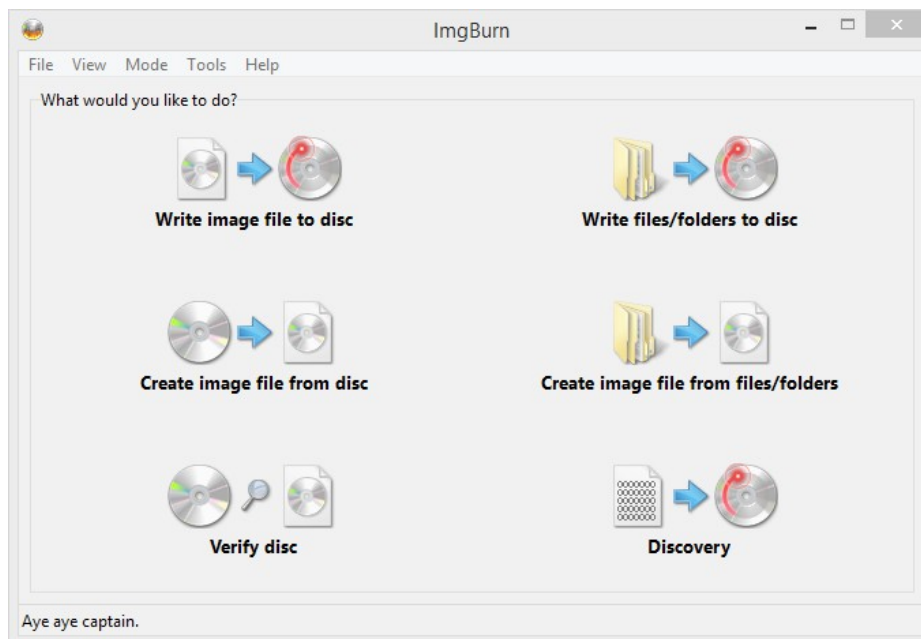 ImgBurn
File View Mode Tools Help
What would you like to do?
Write image file to disc
Write files/folders to disc
Create image file from disc
Create image file from files/folders
Verify disc
Discovery
Aye aye captain.